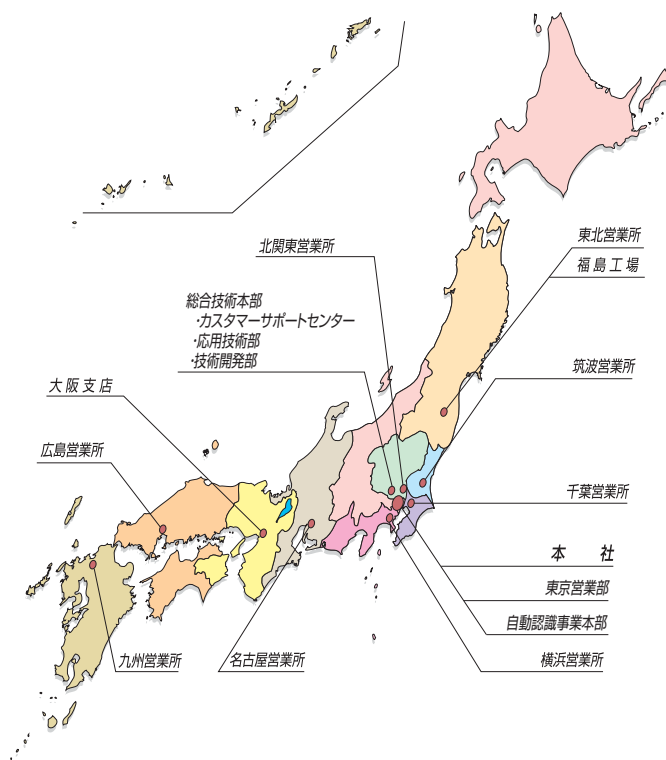 東北営業所
福島工場
北関東営業所
総合技術本部
・カスタマーサポートセンター
・応用技術部
・技術開発部
筑波営業所
大阪支店
広島営業所
千葉営業所
本 社
東京営業部
自動認識事業本部
横浜営業所
九州営業所
名古屋営業所